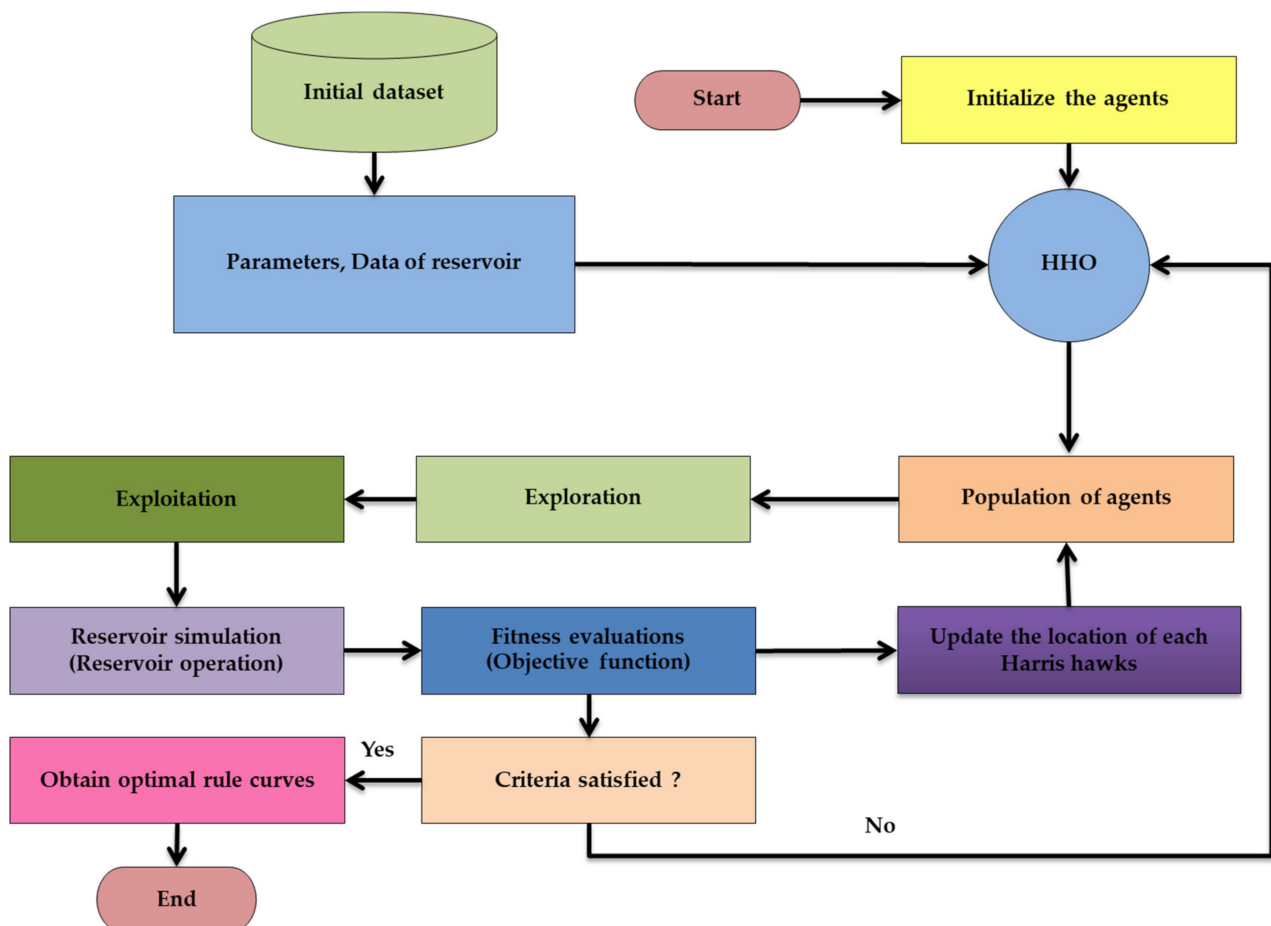 Initial dataset
Start
Initialize the agents
Parameters, Data of reservoir
HHO
Exploitation
Exploration
Population of agents
Reservoir simulation
(Reservoir operation)
Fitness evaluations
(Objective function)
Update the location of each
Harris hawks
Yes
Obtain optimal rule curves
Criteria satisfied ?
No
End